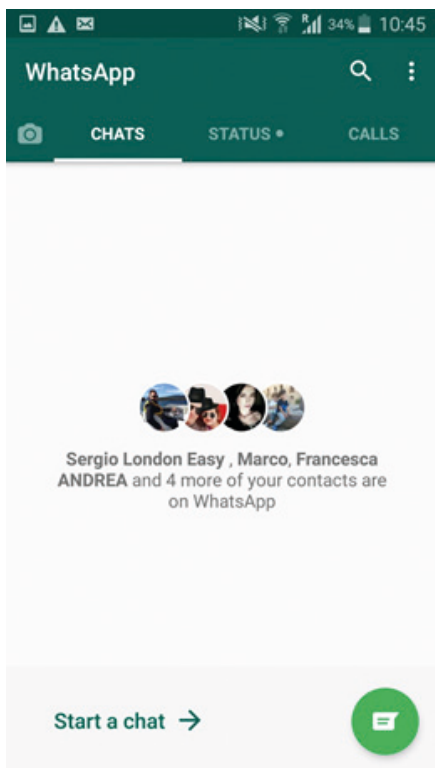 34% 10:45
WhatsApp
CHATS STATUS CALLS
Sergio London Easy , Marco, Francesca
ANDREA and 4 more of your contacts are
on WhatsApp
Start a chat